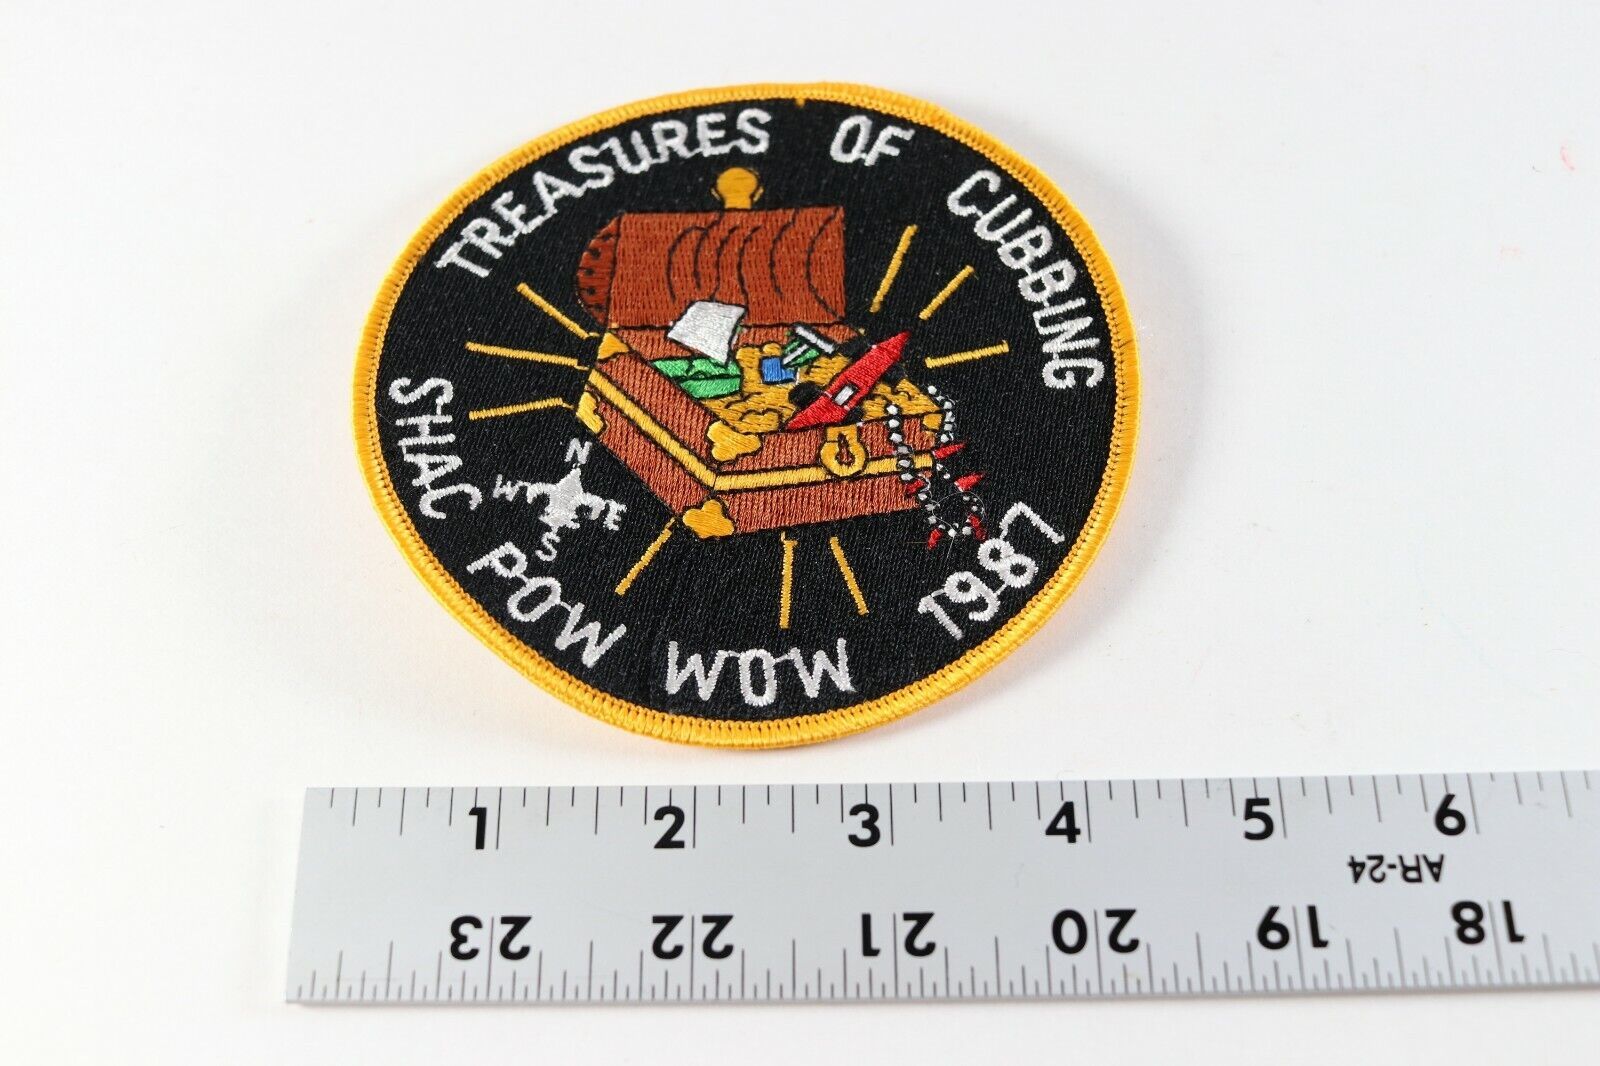 TREASURES OF CUBBING
N
W E
S
SHAC POW WOW 1987
1 2 3 4 5 6
AR-24
23 22 21 20 19 18